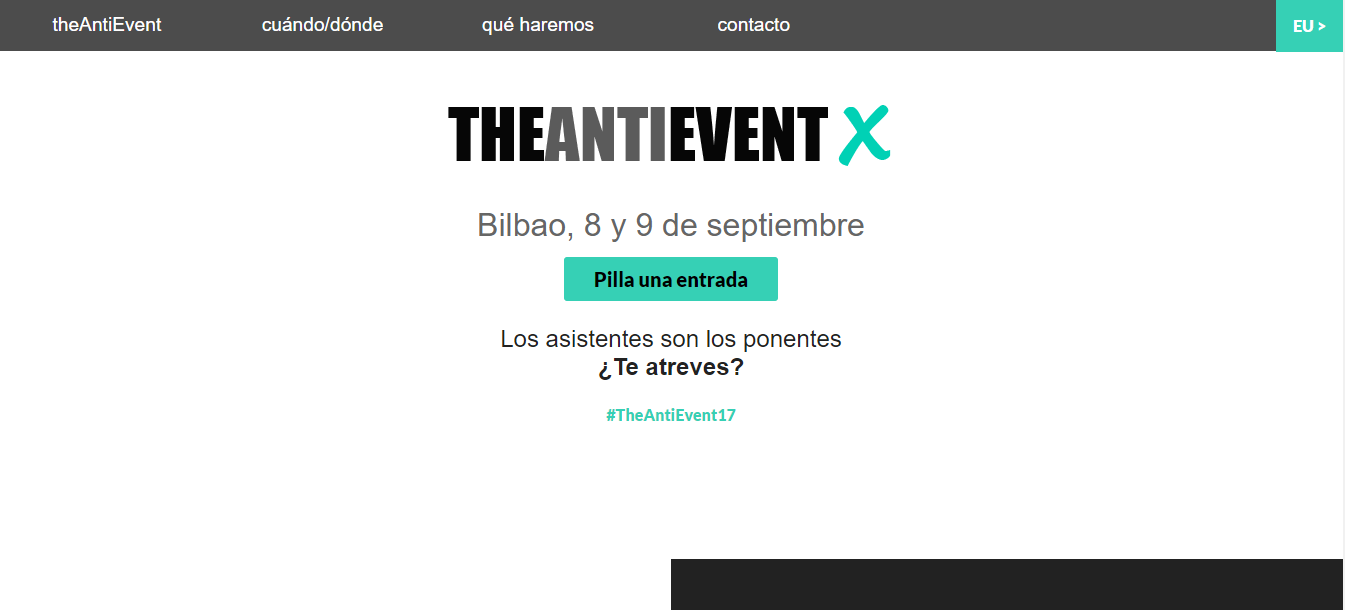 theAntiEvent cuándo/dónde qué haremos contacto EU >
THEANTIEVENT X
Bilbao, 8 y 9 de septiembre
Pilla una entrada
Los asistentes son los ponentes
¿Te atreves?
#TheAntiEvent17